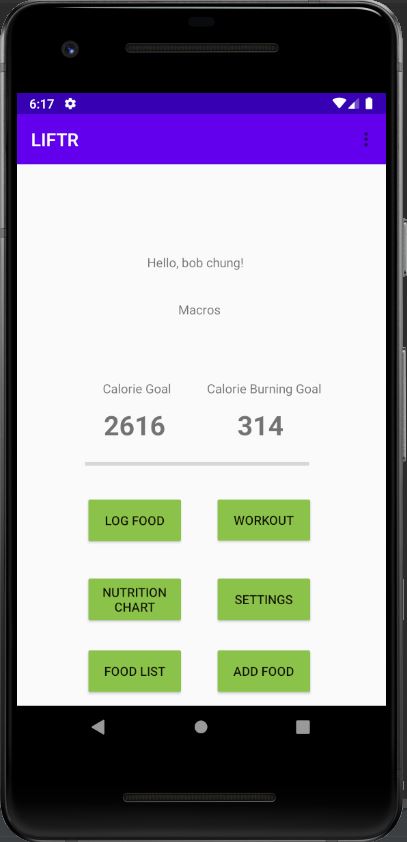 6:17
LIFTR
Hello, bob chung!
Macros
Calorie Goal Calorie Burning Goal
2616 314
LOG FOOD WORKOUT
NUTRITION
CHART
SETTINGS
FOOD LIST ADD FOOD